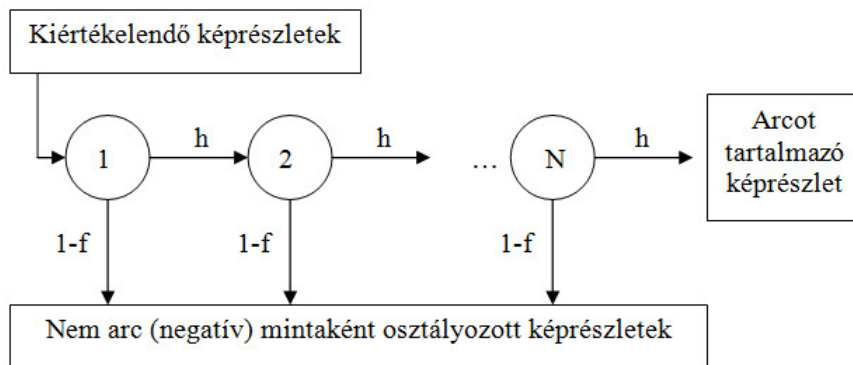 Kiértékelendő képrészletek
1
h
2
h
...
N
h
Arcot
tartalmazó
képrészlet
1-f
1-f
1-f
Nem arc (negatív) mintaként osztályozott képrészletek